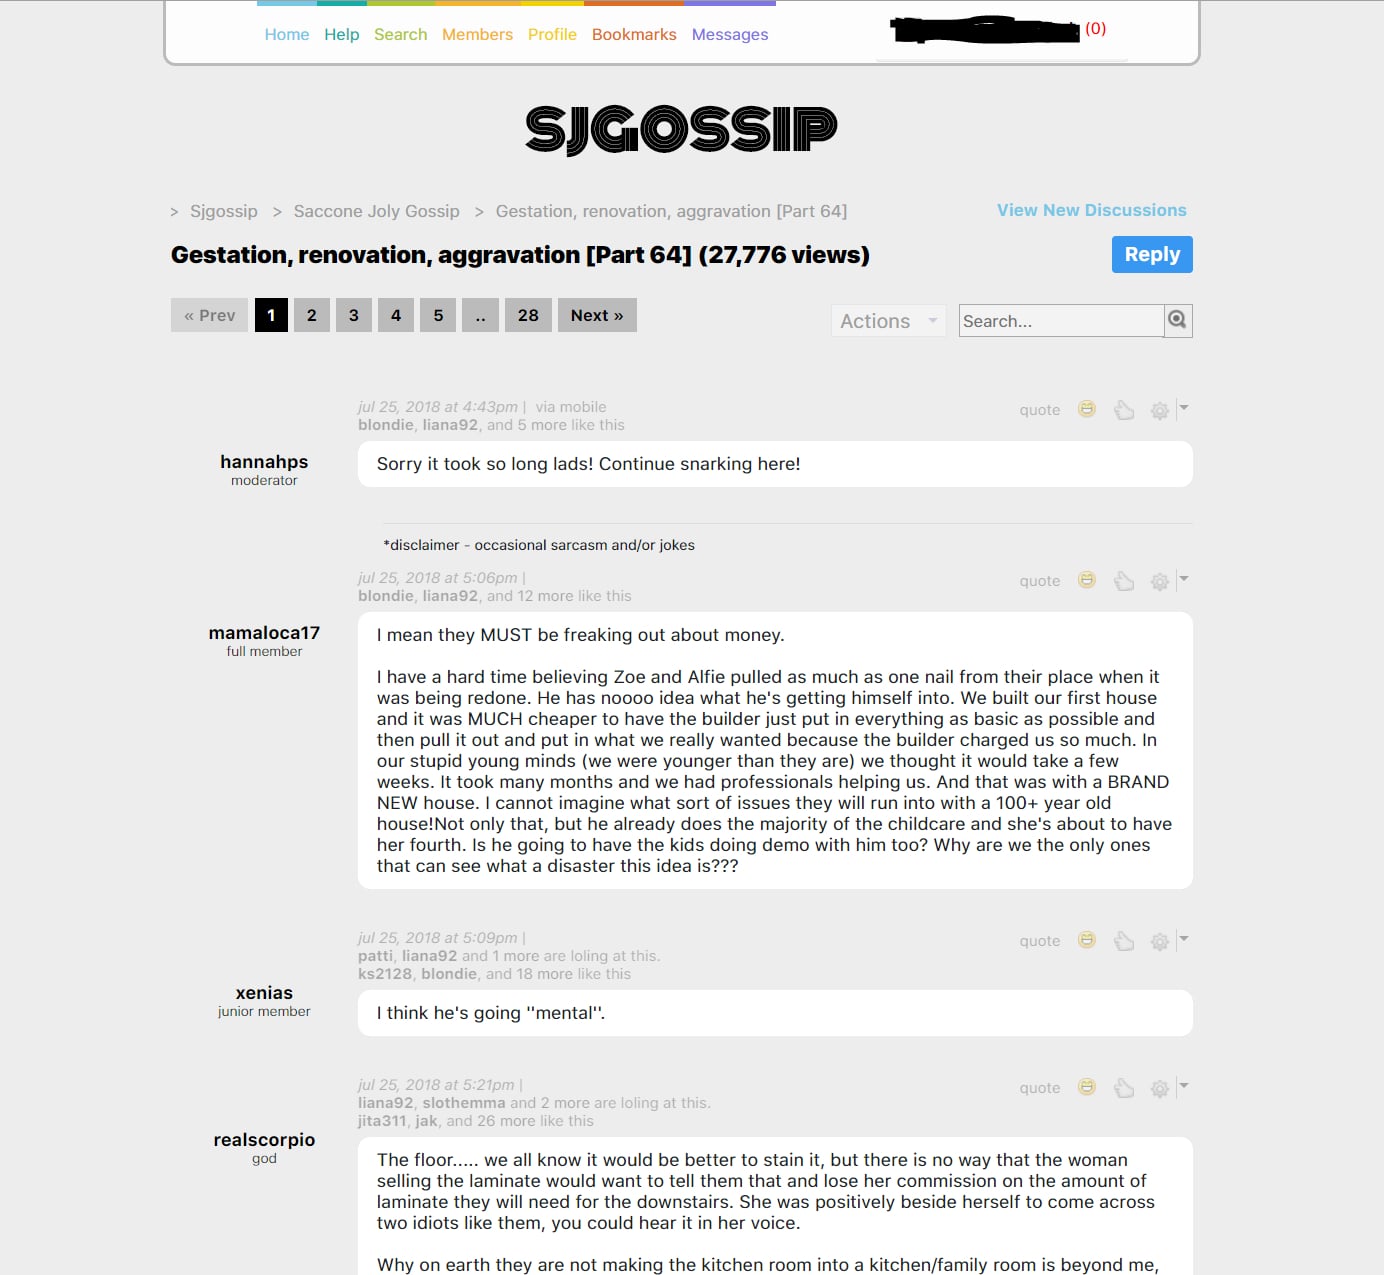 Home Help Search Members Profile Bookmarks Messages
(0)
SJGOSSIP
> Sjgossip > Saccone Joly Gossip > Gestation, renovation, aggravation [Part 64]
View New Discussions
Gestation, renovation, aggravation [Part 64] (27,776 views)
Reply
« Prev 1 2 3 4 5 .. 28 Next »
Actions
Search...
jul 25, 2018 at 4:43pm | via mobile
quote
blondie, liana92, and 5 more like this
hannahps
moderator
Sorry it took so long lads! Continue snarking here!
*disclaimer - occasional sarcasm and/or jokes
jul 25, 2018 at 5:06pm |
quote
blondie, liana92, and 12 more like this
mamaloca17
full member
I mean they MUST be freaking out about money.
I have a hard time believing Zoe and Alfie pulled as much as one nail from their place when it
was being redone. He has noooo idea what he's getting himself into. We built our first house
and it was MUCH cheaper to have the builder just put in everything as basic as possible and
then pull it out and put in what we really wanted because the builder charged us so much. In
our stupid young minds (we were younger than they are) we thought it would take a few
weeks. It took many months and we had professionals helping us. And that was with a BRAND
NEW house. I cannot imagine what sort of issues they will run into with a 100+ year old
house!Not only that, but he already does the majority of the childcare and she's about to have
her fourth. Is he going to have the kids doing demo with him too? Why are we the only ones
that can see what a disaster this idea is???
jul 25, 2018 at 5:09pm |
quote
patti, liana92 and 1 more are loling at this.
ks2128, blondie, and 18 more like this
xenias
junior member
I think he's going ''mental''.
jul 25, 2018 at 5:21pm |
quote
liana92, slothemma and 2 more are loling at this.
jita311, jak, and 26 more like this
realscorpio
god
The floor..... we all know it would be better to stain it, but there is no way that the woman
selling the laminate would want to tell them that and lose her commission on the amount of
laminate they will need for the downstairs. She was positively beside herself to come across
two idiots like them, you could hear it in her voice.
Why on earth they are not making the kitchen room into a kitchen/family room is beyond me,